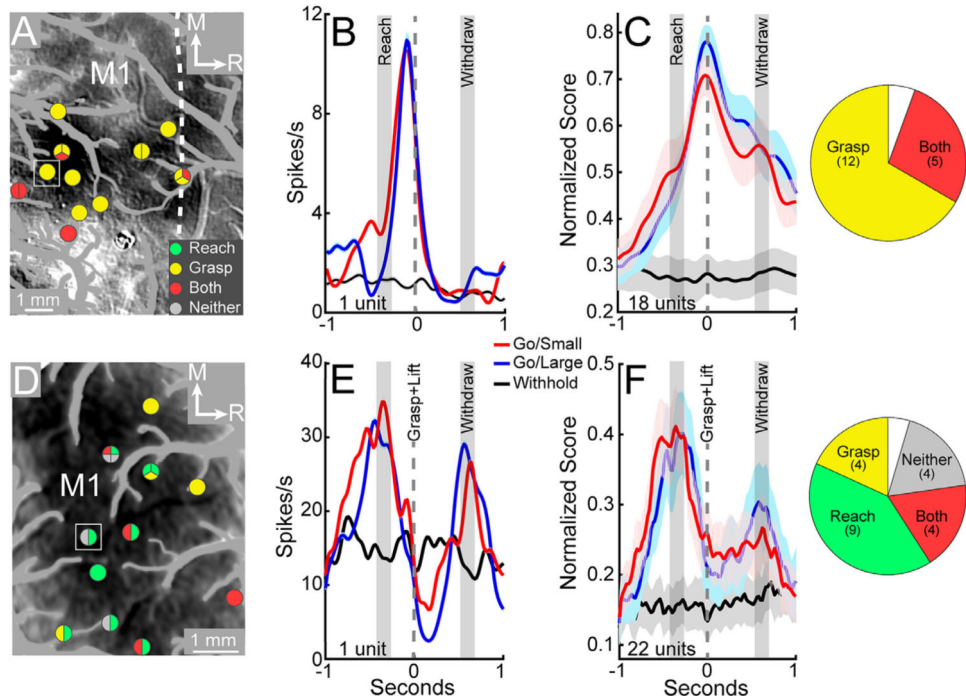 A
M
R
M1
1 mm
Reach
Grasp
Both
Neither
B
Reach
Withdraw
Spikes/s
12
8
4
0
1 unit
-1
0
1
C
Reach
Withdraw
Normalized Score
0.8
0.7
0.6
0.5
0.4
0.3
0.2
18 units
-1
0
1
Grasp
(12)
Both
(5)
Go/Small
Go/Large
Withhold
D
M
R
M1
1 mm
E
Grasp+Lift
Withdraw
Spikes/s
40
30
20
10
0
1 unit
-1
0
1
Seconds
F
Grasp+Lift
Withdraw
Normalized Score
0.5
0.4
0.3
0.2
0.1
22 units
-1
0
1
Seconds
Grasp
(4)
Neither
(4)
Reach
(9)
Both
(4)